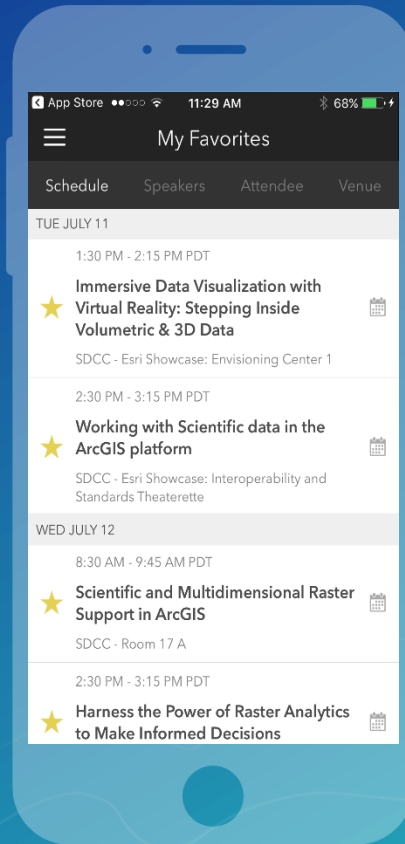 App Store 11:29 AM 68%
My Favorites
Schedule Speakers Attendee Venue
TUE JULY 11
1:30 PM - 2:15 PM PDT
Immersive Data Visualization with
Virtual Reality: Stepping Inside
Volumetric & 3D Data
SDCC - Esri Showcase: Envisioning Center 1
2:30 PM - 3:15 PM PDT
Working with Scientific data in the
ArcGIS platform
SDCC - Esri Showcase: Interoperability and
Standards Theaterette
WED JULY 12
8:30 AM - 9:45 AM PDT
Scientific and Multidimensional Raster
Support in ArcGIS
SDCC - Room 17 A
2:30 PM - 3:15 PM PDT
Harness the Power of Raster Analytics
to Make Informed Decisions